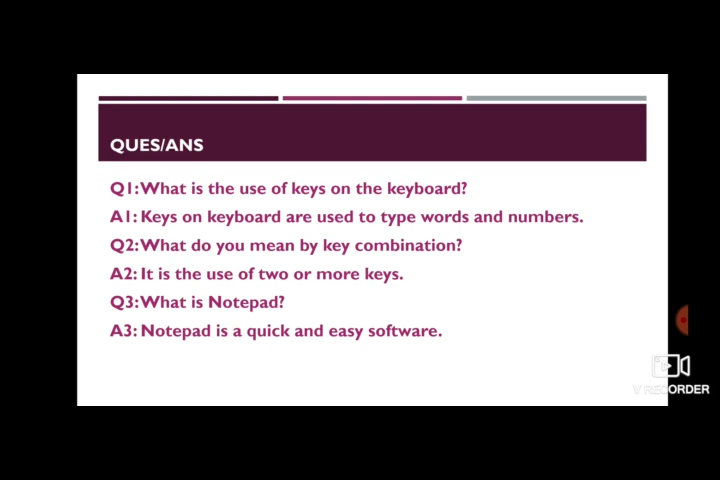 QUES/ANS
Q1: What is the use of keys on the keyboard?
A1: Keys on keyboard are used to type words and numbers.
Q2: What do you mean by key combination?
A2: It is the use of two or more keys.
Q3: What is Notepad?
A3: Notepad is a quick and easy software.
V RECORDER